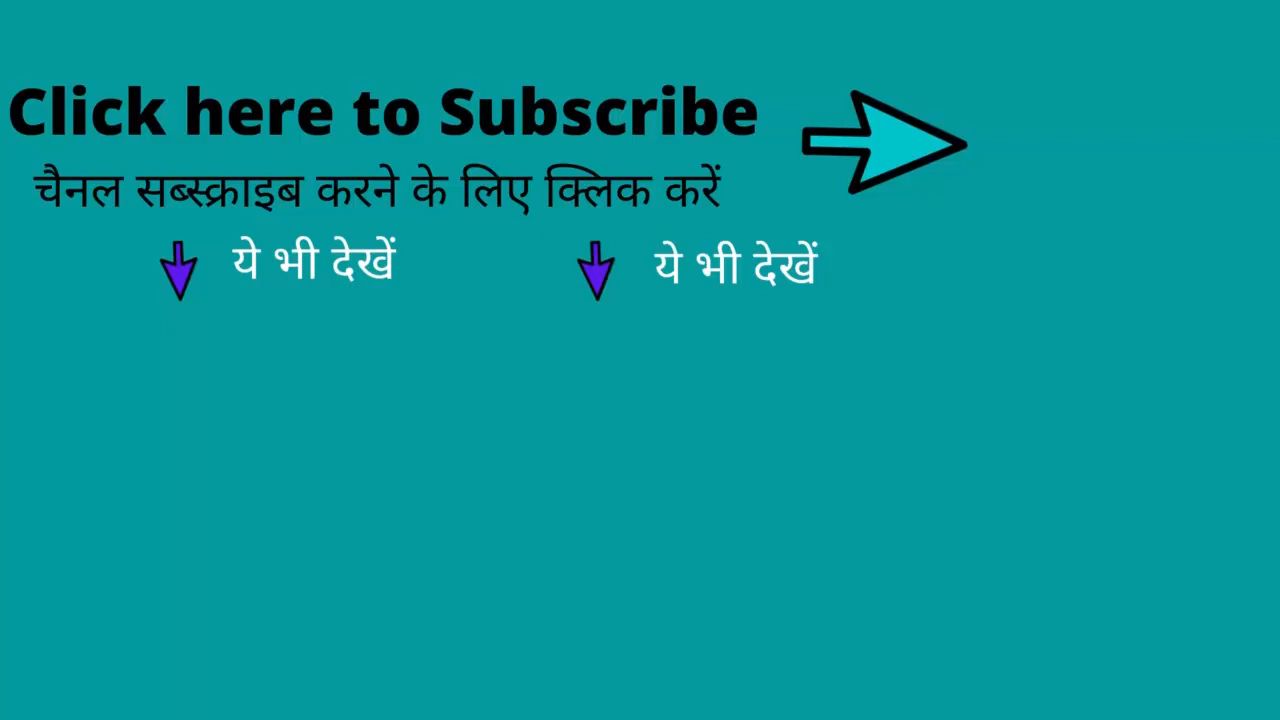 Click here to Subscribe
चैनल सब्स्क्राइब करने के लिए क्लिक करें
ये भी देखें
ये भी देखें